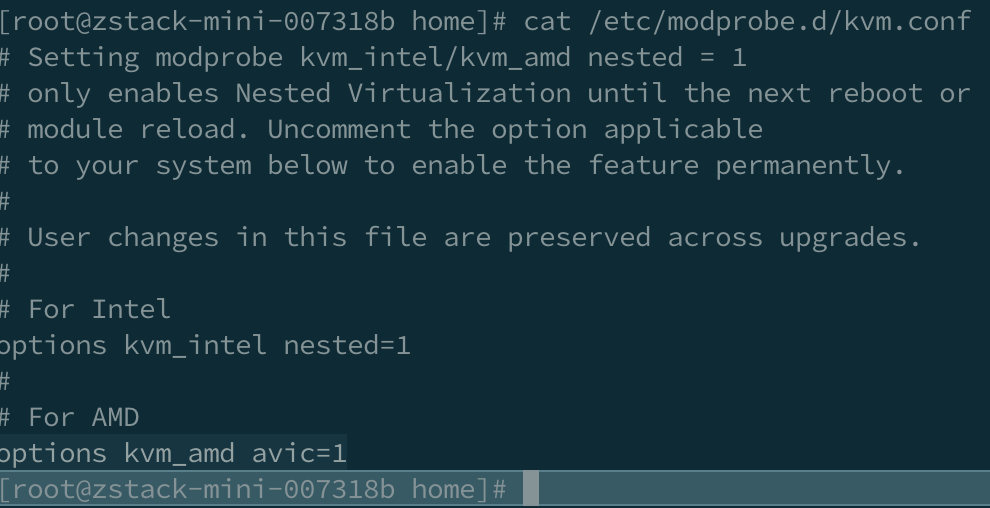 [root@zstack-mini-007318b home]# cat /etc/modprobe.d/kvm.conf
# Setting modprobe kvm_intel/kvm_amd nested = 1
# only enables Nested Virtualization until the next reboot or
# module reload. Uncomment the option applicable
# to your system below to enable the feature permanently.
#
# User changes in this file are preserved across upgrades.
#
# For Intel
options kvm_intel nested=1
#
# For AMD
options kvm_amd avic=1
[root@zstack-mini-007318b home]#